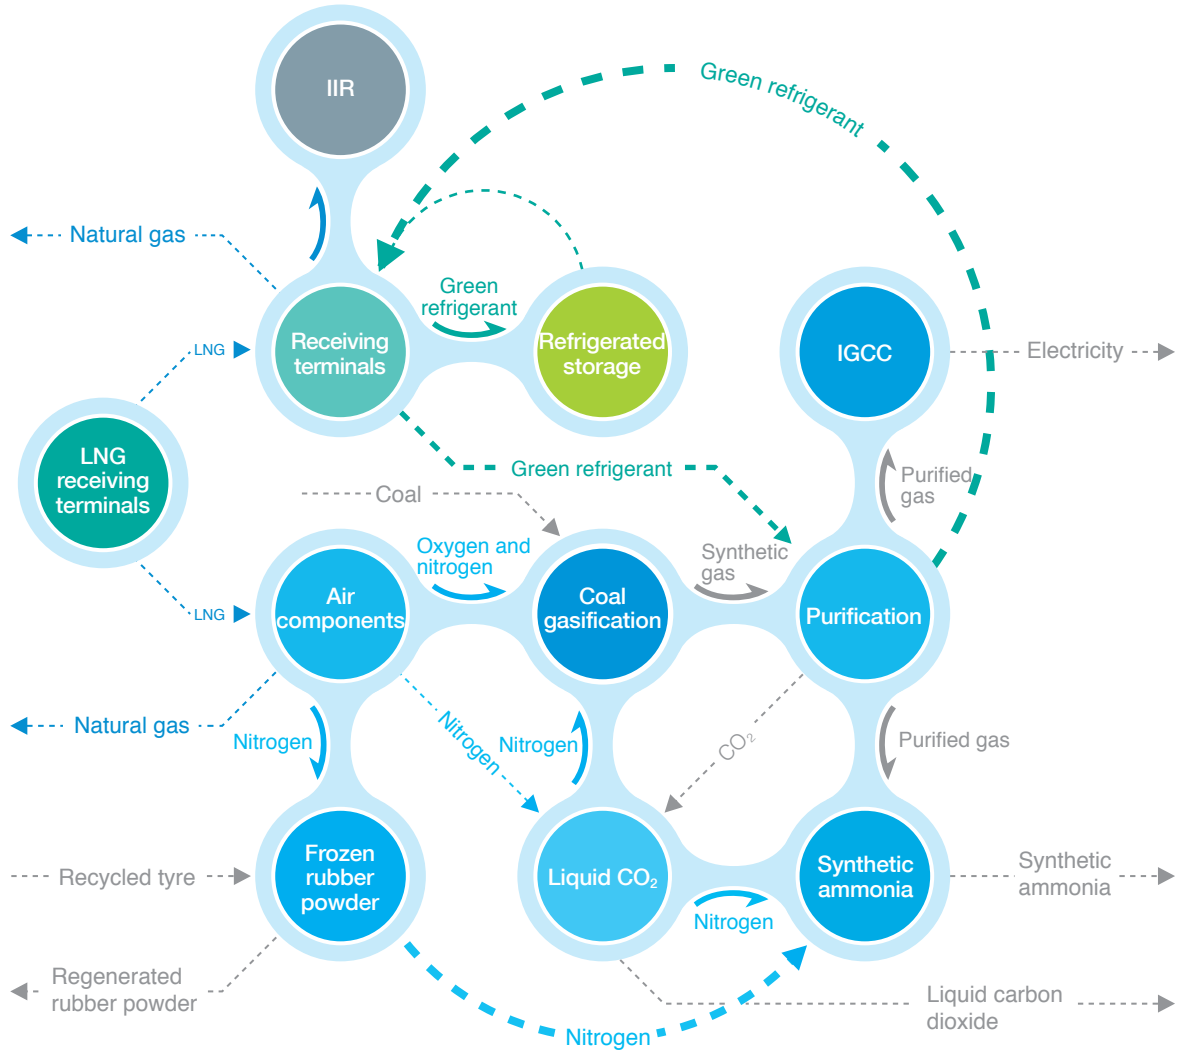 IIR
Green refrigerant
Natural gas
Green
refrigerant
Receiving
terminals
Refrigerated
storage
IGCC
Electricity
LNG
LNG
receiving
terminals
Green refrigerant
Purified
gas
Coal
Oxygen and
nitrogen
Synthetic
gas
Air
components
Coal
gasification
Purification
LNG
Natural gas
Nitrogen
Nitrogen
Nitrogen
CO₂
Purified gas
Frozen
rubber
powder
Liquid CO₂
Synthetic
ammonia
Recycled tyre
Synthetic
ammonia
Nitrogen
Regenerated
rubber powder
Liquid carbon
dioxide
Nitrogen